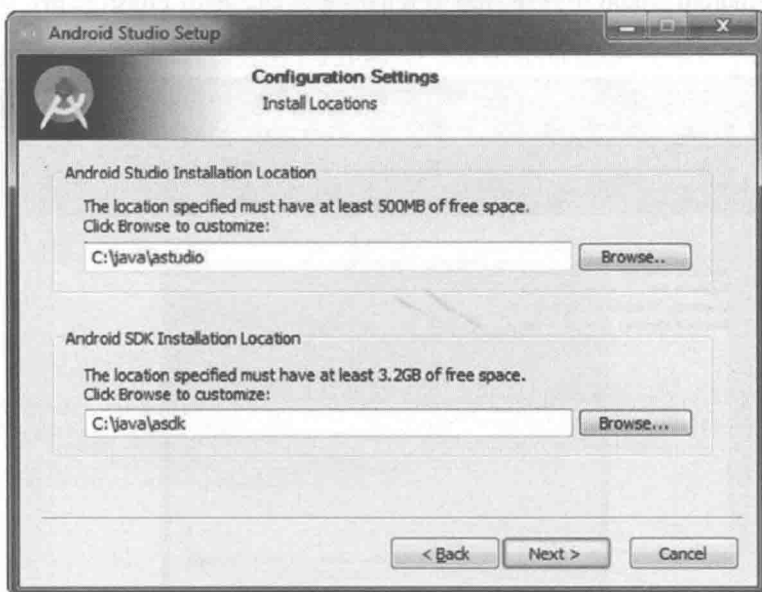 Android Studio Setup
Configuration Settings
Install Locations
Android Studio Installation Location
The location specified must have at least 500MB of free space.
Click Browse to customize:
C:\java\astudio
Browse..
Android SDK Installation Location
The location specified must have at least 3.2GB of free space.
Click Browse to customize:
C:\java\asdk
Browse...
< Back
Next >
Cancel